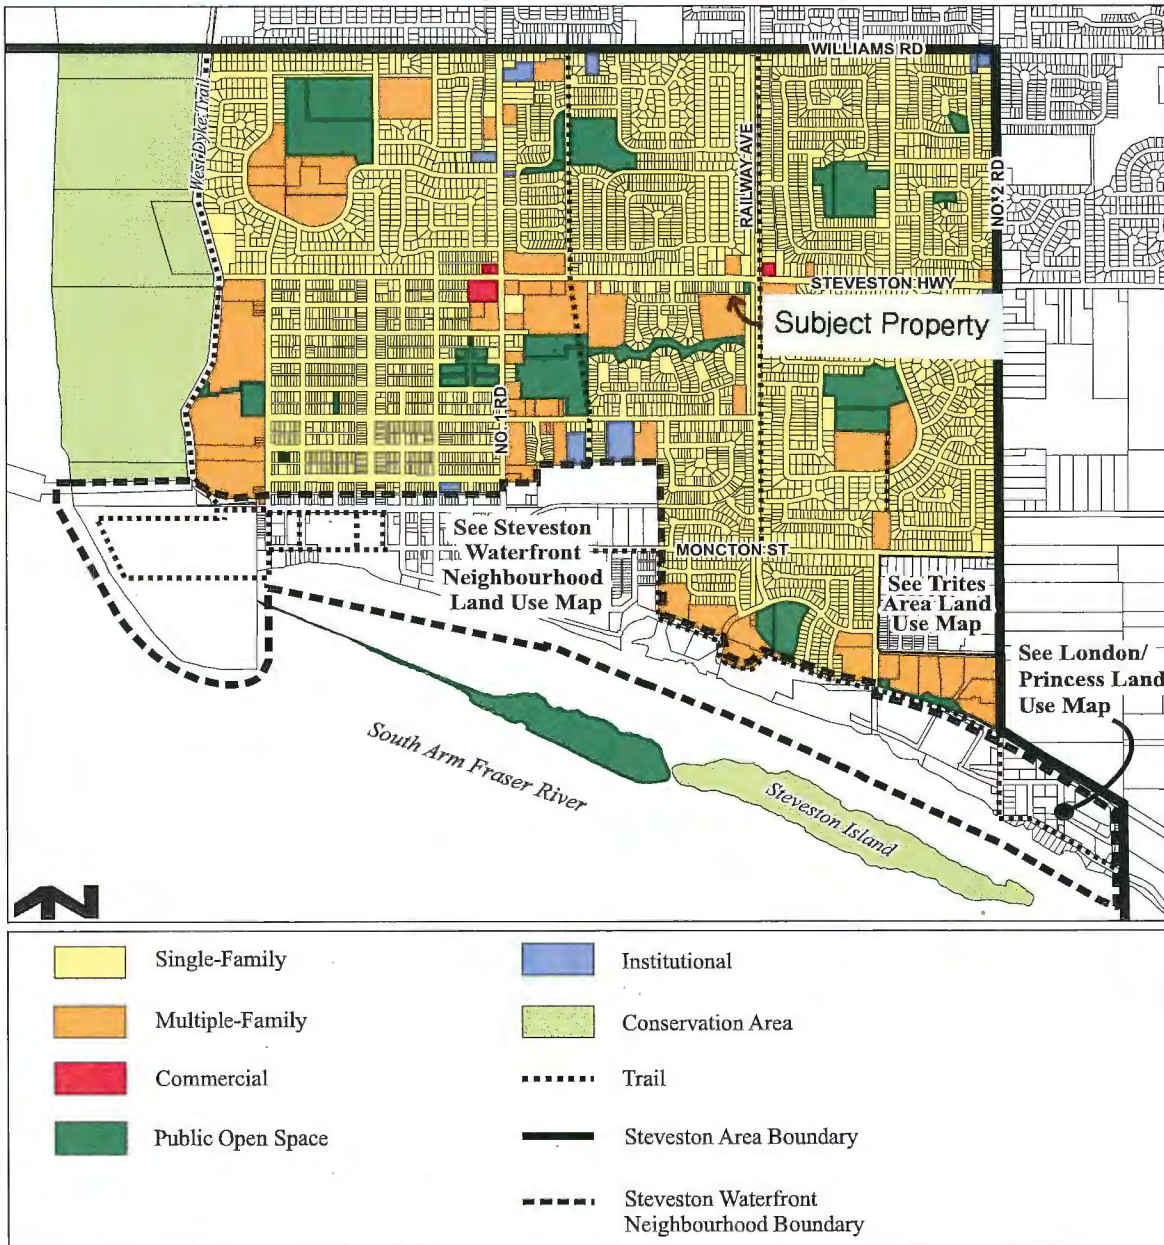 WILLIAMS RD
West Dyke Trail
RAILWAY AVE
NO. 2 RD
STEVESTON HWY
Subject Property
NO. 1 RD
See Steveston
Waterfront
Neighbourhood
Land Use Map
MONCTON ST
See Trites
Area Land
Use Map
See London/
Princess Land
Use Map
South Arm Fraser River
Steveston Island
Single-Family
Institutional
Multiple-Family
Conservation Area
Commercial
Trail
Public Open Space
Steveston Area Boundary
Steveston Waterfront
Neighbourhood Boundary